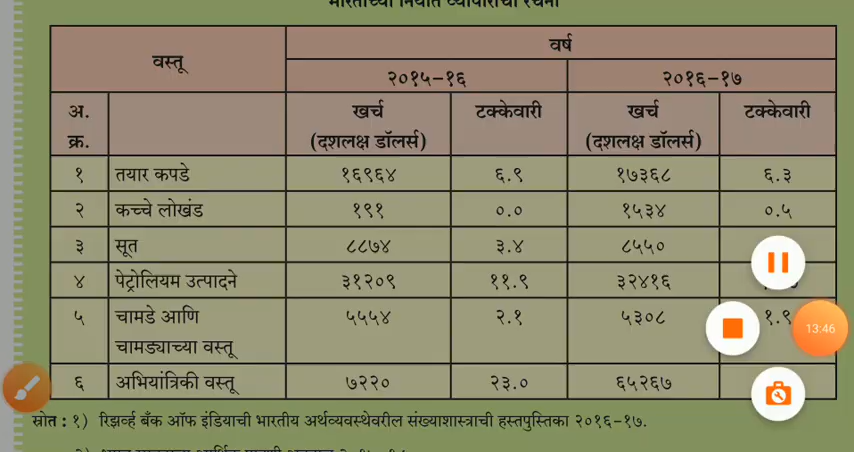 भारताच्या निर्यात व्यापाराची रचना
वस्तू वर्ष
२०१५–१६ २०१६–१७
अ. क्र. खर्च (दशलक्ष डॉलर्स) टक्केवारी खर्च (दशलक्ष डॉलर्स) टक्केवारी
१ तयार कपडे १६९६४ ६.९ १७३६८ ६.३
२ कच्चे लोखंड १९१ ०.० १५३४ ०.५
३ सूत ८८७४ ३.४ ८५५०
४ पेट्रोलियम उत्पादने ३१२०९ ११.९ ३२४१६
५ चामडे आणि ५५५४ २.१ ५३०८ १.९
चामड्याच्या वस्तू
६ अभियांत्रिकी वस्तू ७२२० २३.० ६५२६७
स्रोत : १) रिझर्व्ह बँक ऑफ इंडियाची भारतीय अर्थव्यवस्थेवरील संख्याशास्त्राची हस्तपुस्तिका २०१६-१७.
13:46